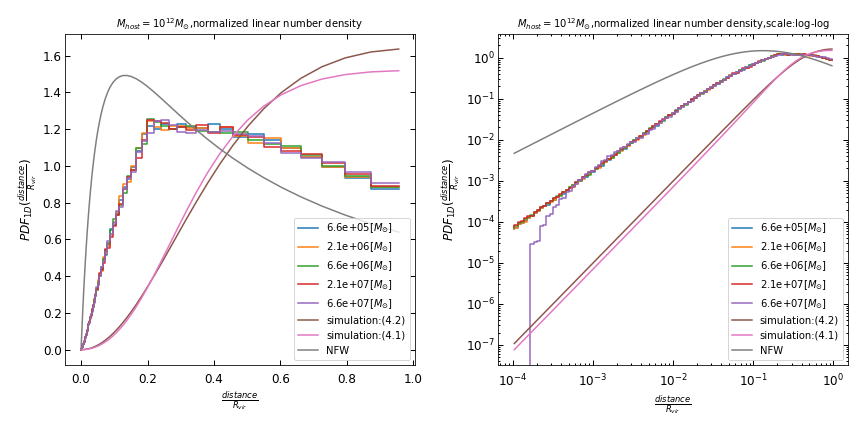 M_host = 10^12 M_⊙,normalized linear number density
PDF_1D(distance/R_vir)
1.6
1.4
1.2
1.0
0.8
0.6
0.4
0.2
0.0
0.0 0.2 0.4 0.6 0.8 1.0
distance/R_vir
6.6e+05[M_⊙]
2.1e+06[M_⊙]
6.6e+06[M_⊙]
2.1e+07[M_⊙]
6.6e+07[M_⊙]
simulation:(4.2)
simulation:(4.1)
NFW
M_host = 10^12 M_⊙,normalized linear number density,scale:log-log
PDF_1D(distance/R_vir)
10^0
10^−1
10^−2
10^−3
10^−4
10^−5
10^−6
10^−7
10^−4 10^−3 10^−2 10^−1 10^0
distance/R_vir
6.6e+05[M_⊙]
2.1e+06[M_⊙]
6.6e+06[M_⊙]
2.1e+07[M_⊙]
6.6e+07[M_⊙]
simulation:(4.2)
simulation:(4.1)
NFW